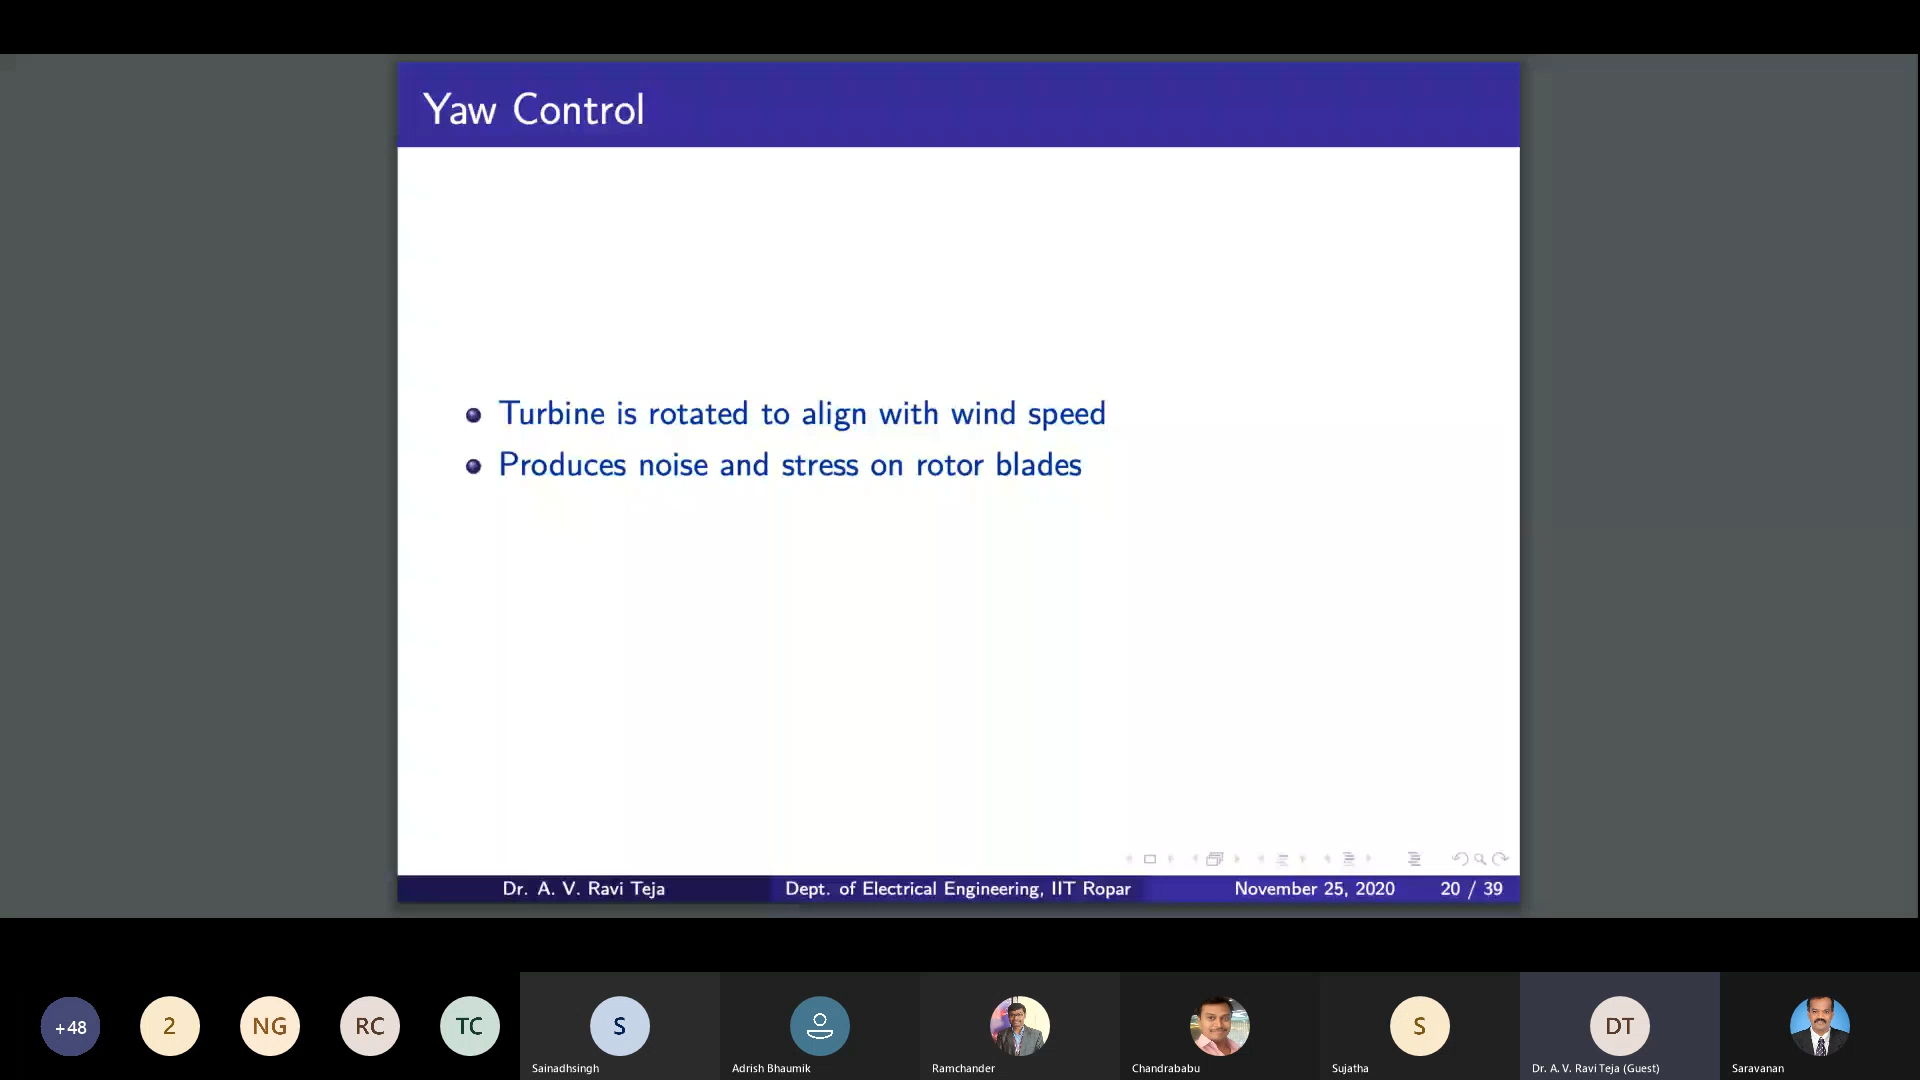 Yaw Control
Turbine is rotated to align with wind speed
Produces noise and stress on rotor blades
Dr. A. V. Ravi Teja Dept. of Electrical Engineering, IIT Ropar November 25, 2020 20 / 39
+48 2 NG RC TC S S DT
Sainadhsingh Adrish Bhaumik Ramchander Chandrababu Sujatha Dr. A. V. Ravi Teja (Guest) Saravanan